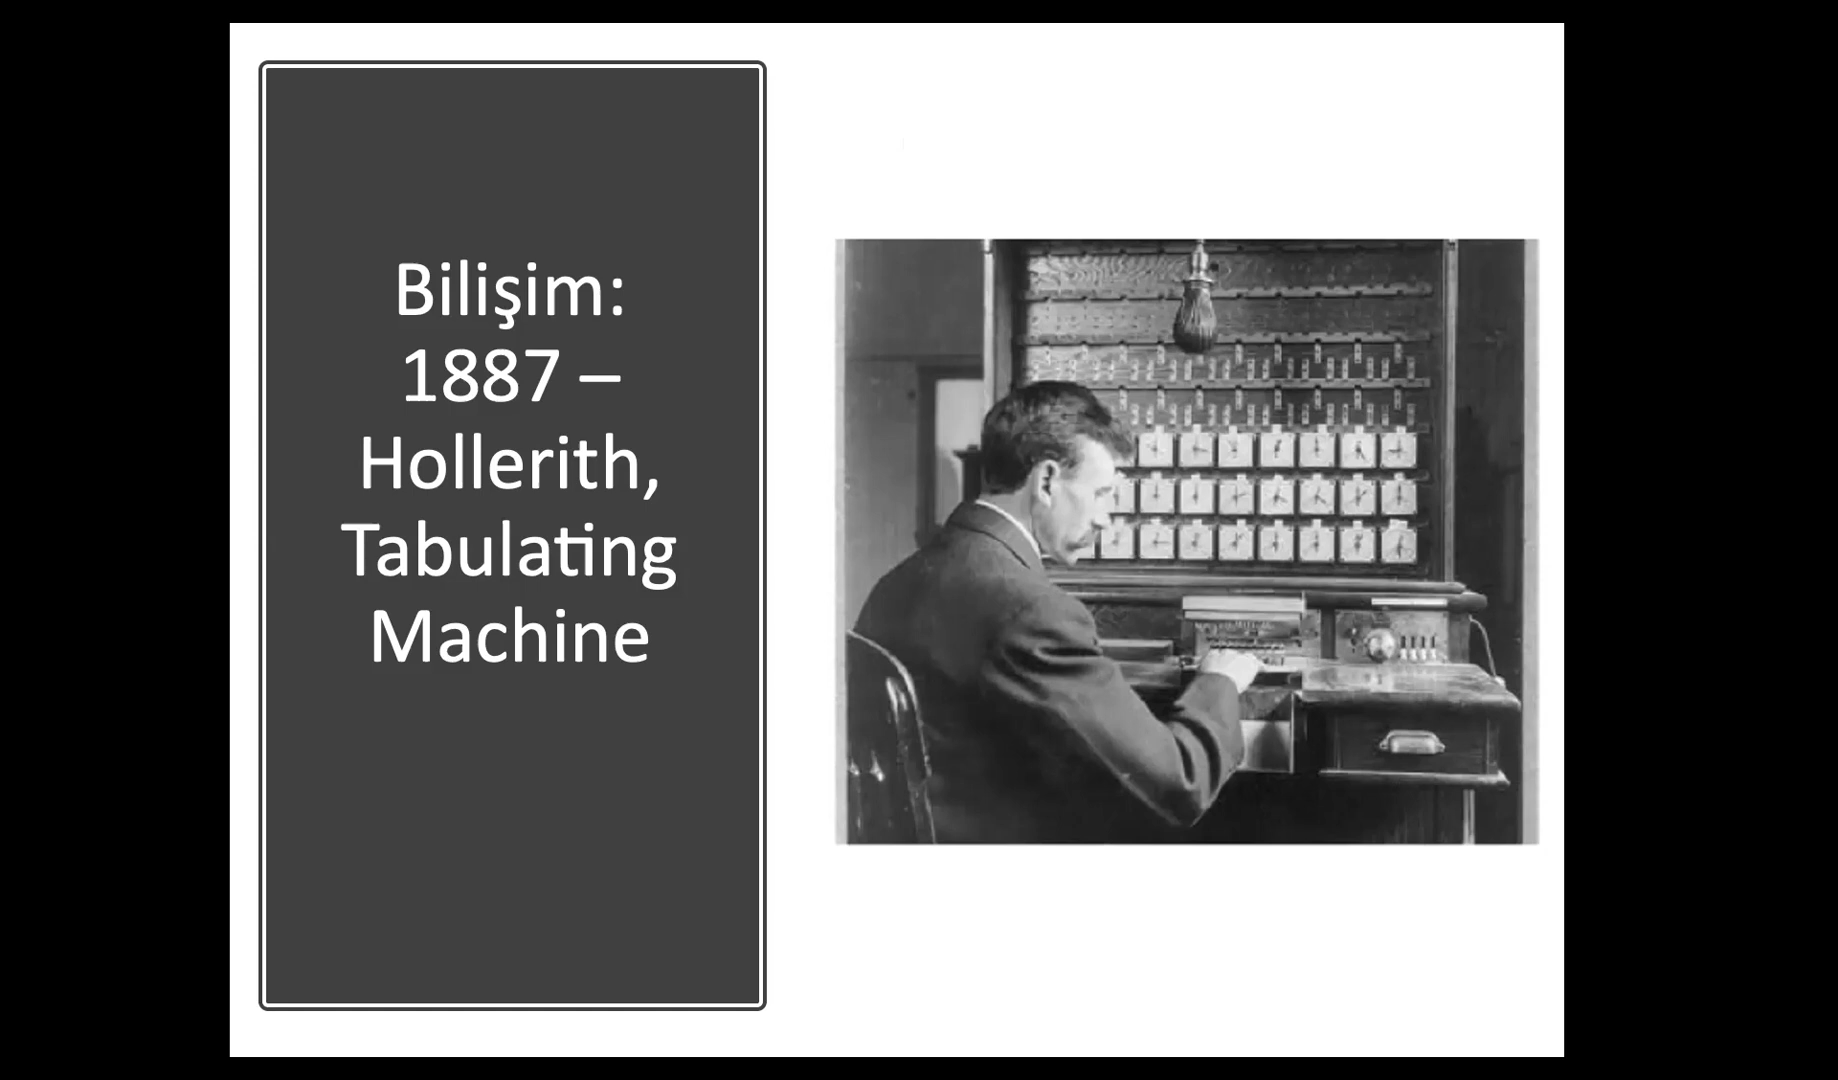 Bilişim:
1887 –
Hollerith,
Tabulating
Machine